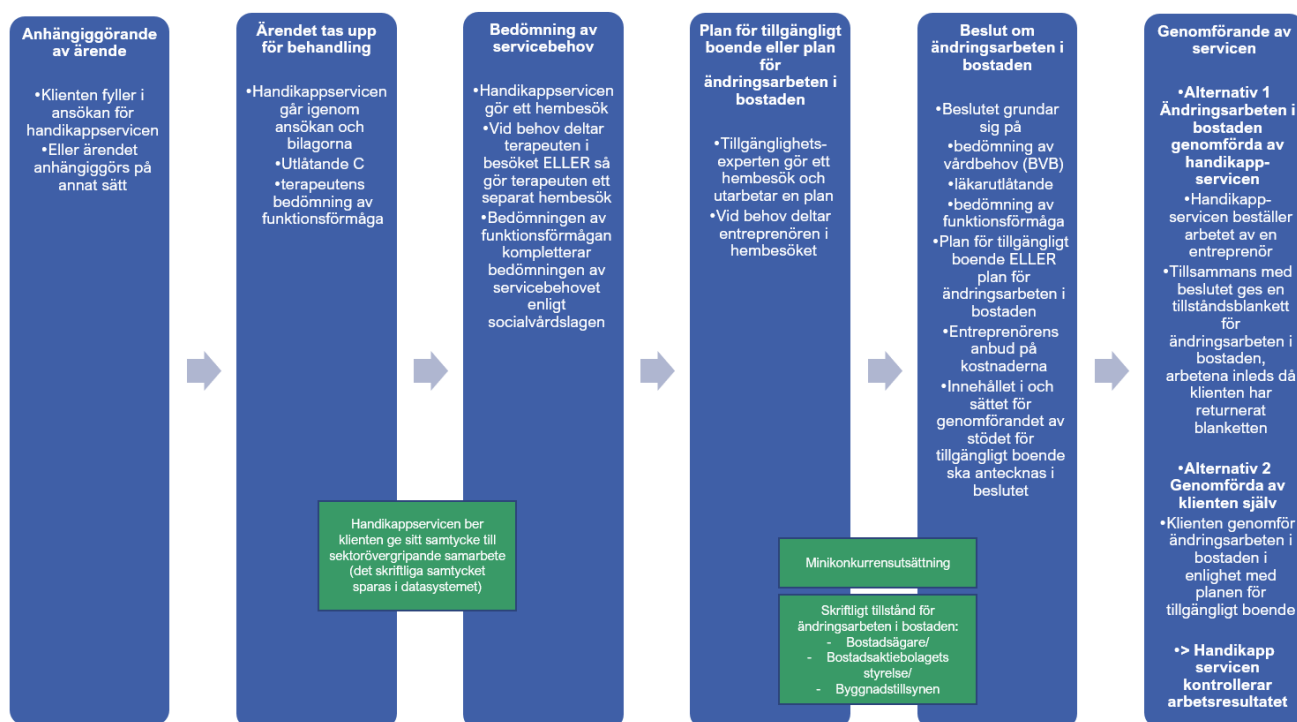 Anhängiggörande
av ärende
•Klienten fyller i
ansökan för
handikappservicen
•Eller ärendet
anhängiggörs på
annat sätt
Ärendet tas upp
för behandling
•Handikappservicen
går igenom
ansökan och
bilagorna
•Utlåtande C
•terapeutens
bedömning av
funktionsförmåga
Bedömning av
servicebehov
•Handikappservicen
gör ett hembesök
•Vid behov deltar
terapeuten i
besöket ELLER så
gör terapeuten ett
separat hembesök
•Bedömningen av
funktionsförmågan
kompletterar
bedömningen av
servicebehovet
enligt
socialvårdslagen
Handikappservicen ber
klienten ge sitt samtycke till
sektorövergripande samarbete
(det skriftliga samtycket
sparas i datasystemet)
Plan för tillgängligt
boende eller plan
för
ändringsarbeten i
bostaden
•Tillgänglighets-
experten gör ett
hembesök och
utarbetar en plan
•Vid behov deltar
entreprenören i
hembesöket
Beslut om
ändringsarbeten i
bostaden
•Beslutet grundar
sig på
•bedömning av
vårdbehov (BVB)
•läkarutlåtande
•bedömning av
funktionsförmåga
•Plan för tillgängligt
boende ELLER
plan för
ändringsarbeten i
bostaden
•Entreprenörens
anbud på
kostnaderna
•Innehållet i och
sättet för
genomförandet av
stödet för
tillgängligt boende
ska antecknas i
beslutet
Minikonkurrensutsättning
Skriftligt tillstånd för
ändringsarbeten i bostaden:
- Bostadsägare/
- Bostadsaktiebolagets
styrelse/
- Byggnadstillsynen
Genomförande av
servicen
•Alternativ 1
Ändringsarbeten i
bostaden
genomförda av
handikapp-
servicen
•Handikapp-
servicen beställer
arbetet av en
entreprenör
•Tillsammans med
beslutet ges en
tillståndsblankett
för
ändringsarbeten i
bostaden,
arbetena inleds då
klienten har
returnerat
blanketten
•Alternativ 2
Genomförda av
klienten själv
•Klienten genomför
ändringsarbeten i
bostaden i
enlighet med
planen för
tillgängligt boende
•> Handikapp
servicen
kontrollerar
arbetsresultatet